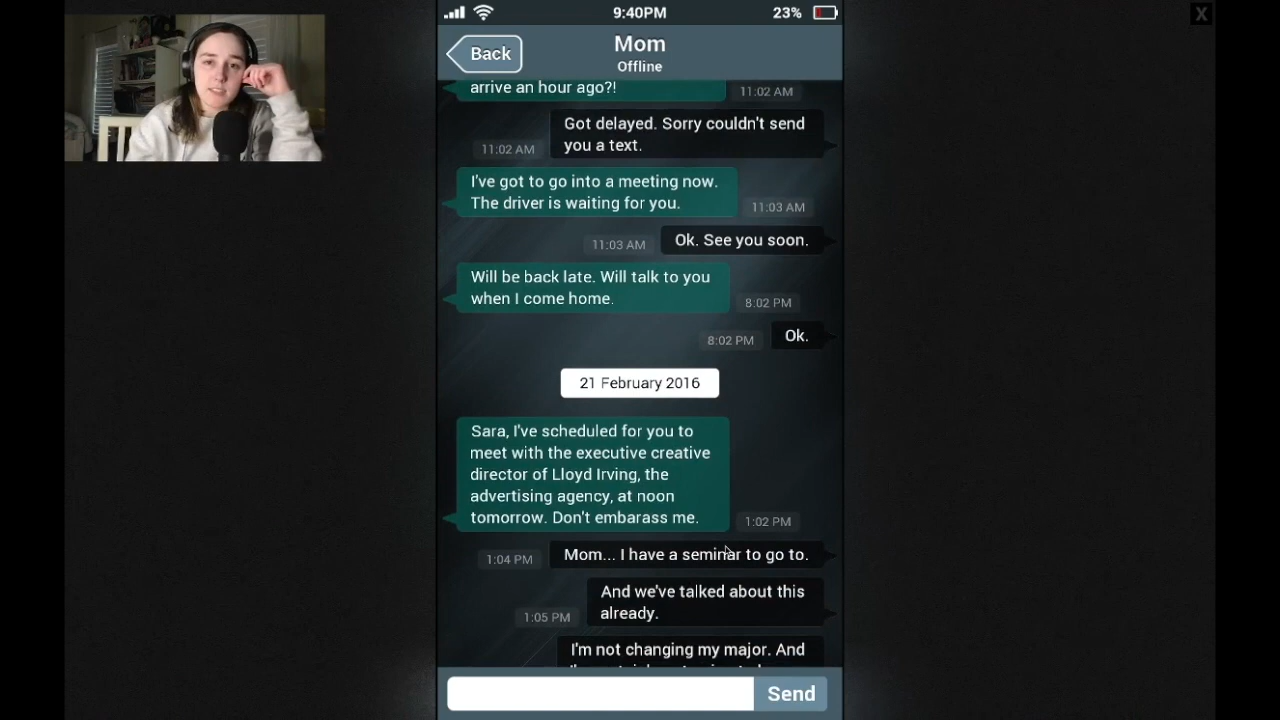 9:40PM
23%
X
Back
Mom
Offline
arrive an hour ago?!
11:02 AM
Got delayed. Sorry couldn't send
you a text.
11:02 AM
I've got to go into a meeting now.
The driver is waiting for you.
11:03 AM
Ok. See you soon.
11:03 AM
Will be back late. Will talk to you
when I come home.
8:02 PM
Ok.
8:02 PM
21 February 2016
Sara, I've scheduled for you to
meet with the executive creative
director of Lloyd Irving, the
advertising agency, at noon
tomorrow. Don't embarass me.
1:02 PM
Mom... I have a seminar to go to.
1:04 PM
And we've talked about this
already.
1:05 PM
I'm not changing my major. And
Send